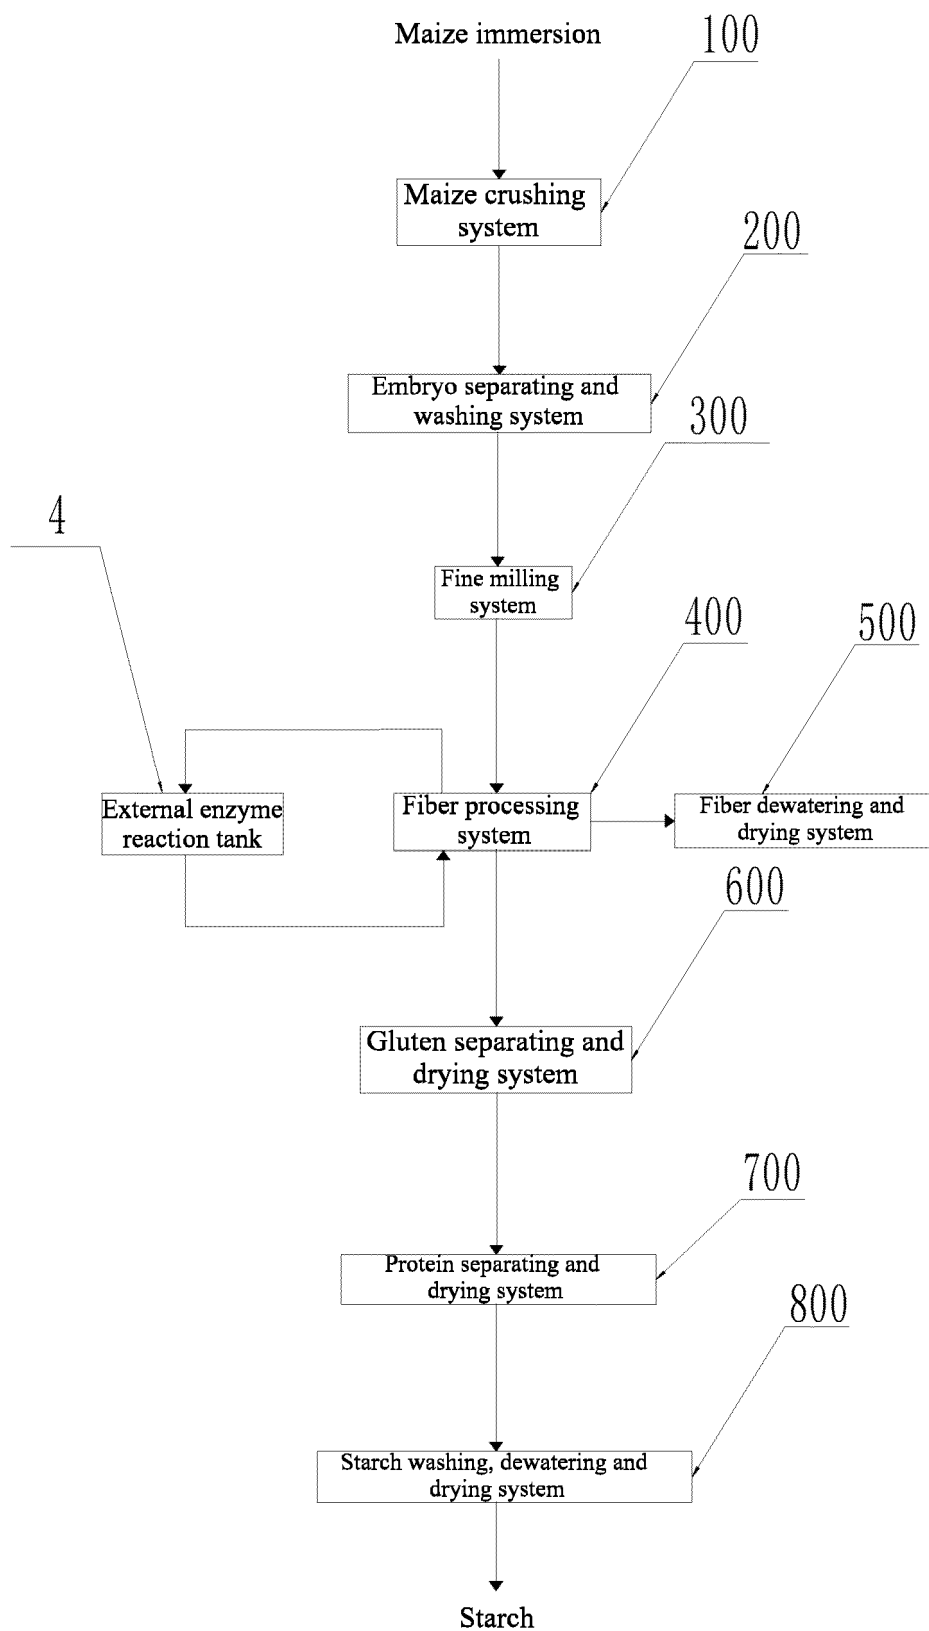 Maize immersion
100
Maize crushing
system
200
Embryo separating and
washing system
300
4
Fine milling
system
400
500
External enzyme
reaction tank
Fiber processing
system
Fiber dewatering and
drying system
600
Gluten separating and
drying system
700
Protein separating and
drying system
800
Starch washing, dewatering and
drying system
Starch